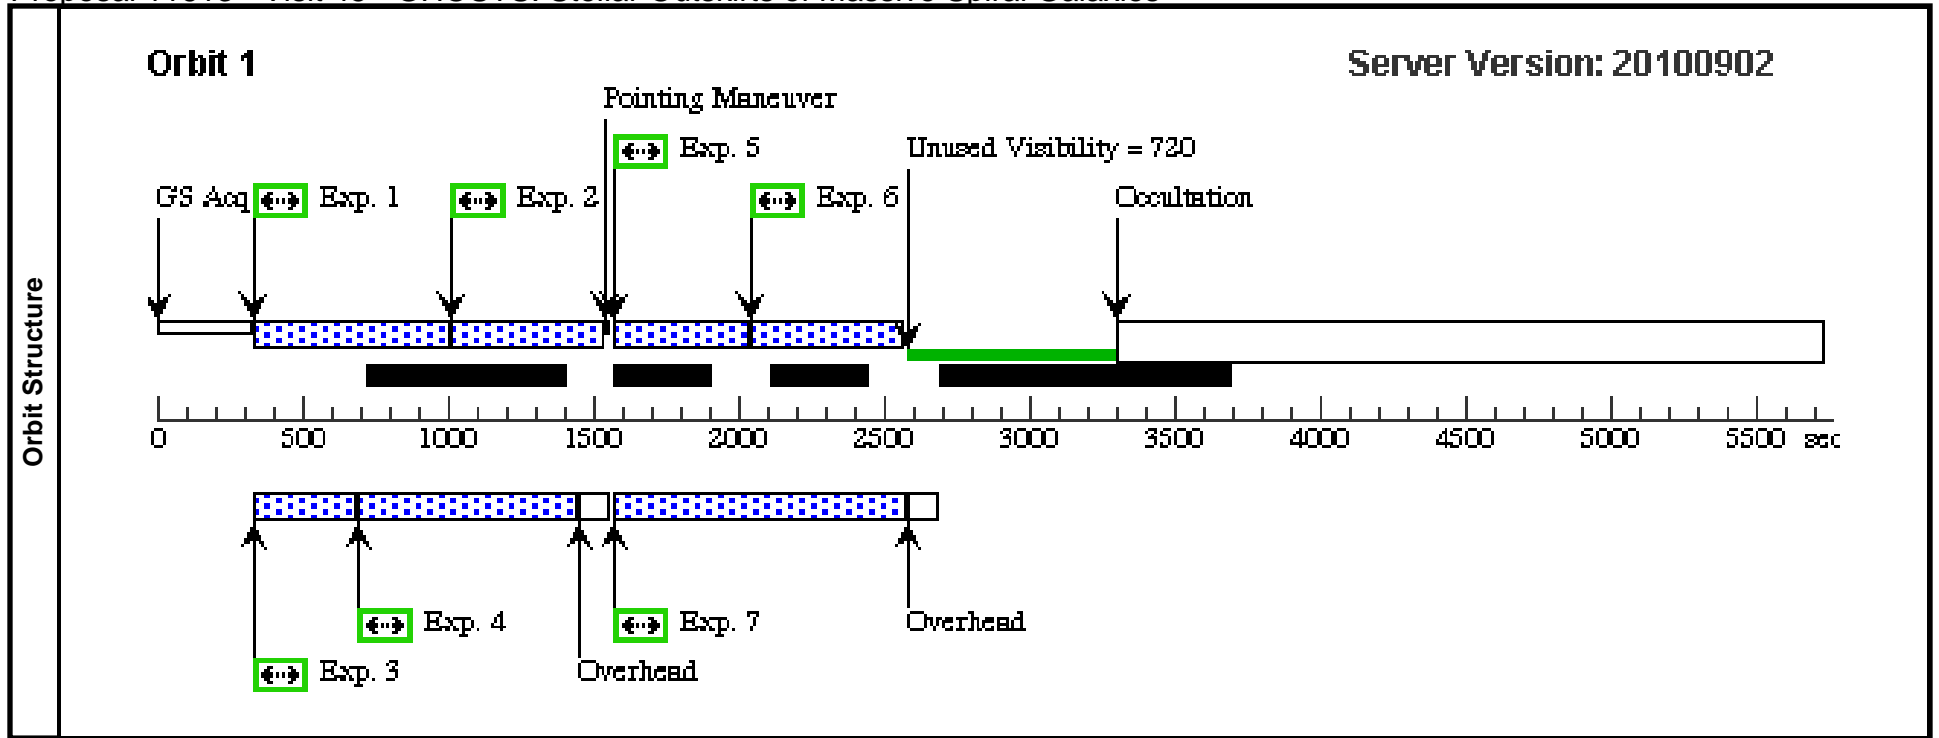 Orbit 1
Server Version: 20100902
Pointing Maneuver
Exp. 5
Unused Visibility = 720
GS Acq
Exp. 1
Exp. 2
Exp. 6
Occultation
Orbit Structure
0 500 1000 1500 2000 2500 3000 3500 4000 4500 5000 5500 sec
Exp. 4
Exp. 7
Overhead
Exp. 3
Overhead